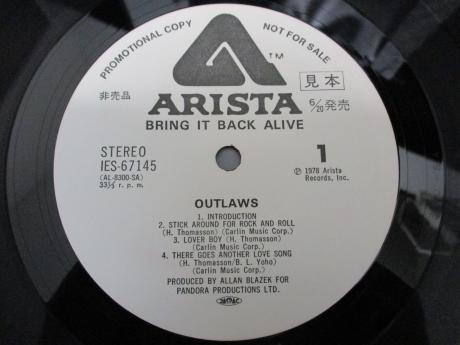 PROMOTIONAL COPY
NOT FOR SALE
TM
非売品
見本
ARISTA
6/20発売
BRING IT BACK ALIVE
STEREO
IES-67145
(AL-8300-SA)
33⅓ r. p. m.
1
Ⓟ 1978 Arista
Records, Inc.
OUTLAWS
1. INTRODUCTION
2. STICK AROUND FOR ROCK AND ROLL
(H. Thomasson) (Carlin Music Corp.)
3. LOVER BOY (H. Thomasson)
(Carlin Music Corp.)
4. THERE GOES ANOTHER LOVE SONG
(H. Thomasson/B. L. Yoho)
(Carlin Music Corp.)
PRODUCED BY ALLAN BLAZEK FOR
PANDORA PRODUCTIONS LTD.
JASRAC